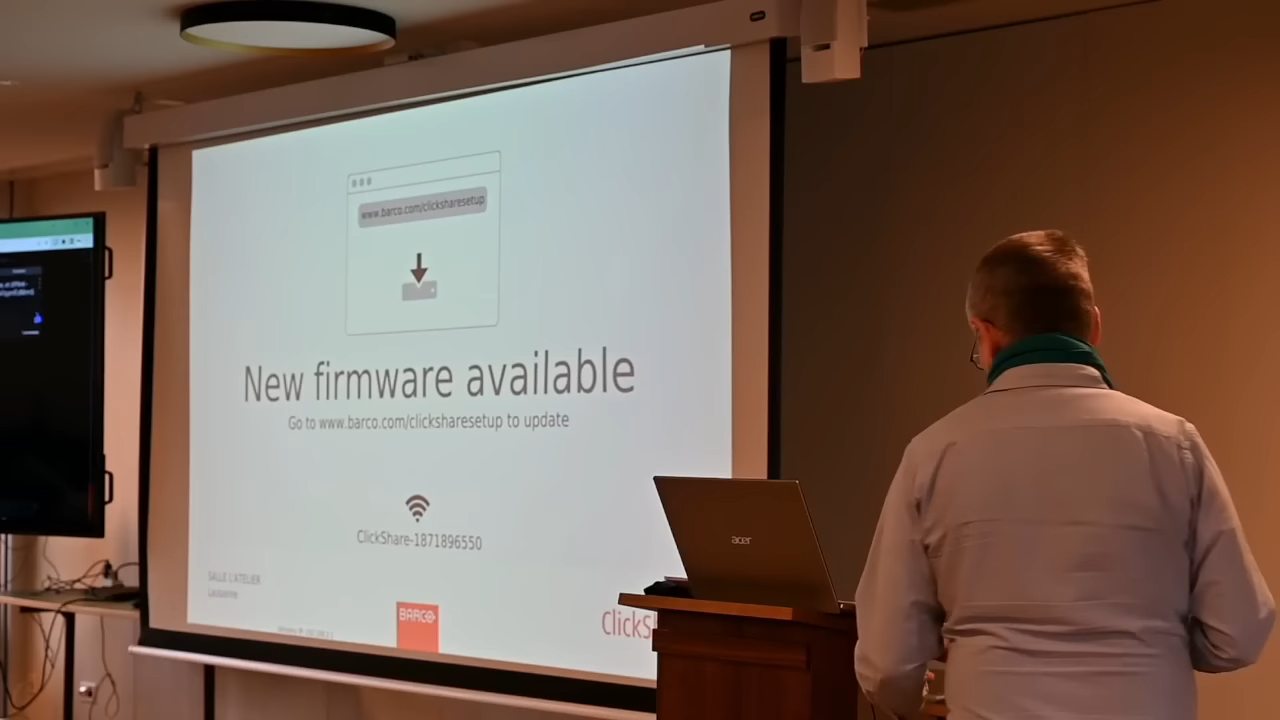 www.barco.com/clicksharesetup
New firmware available
Go to www.barco.com/clicksharesetup to update
ClickShare-1871896550
SALLE L'ATELIER
Lausanne
BARCO
ClickSh
acer